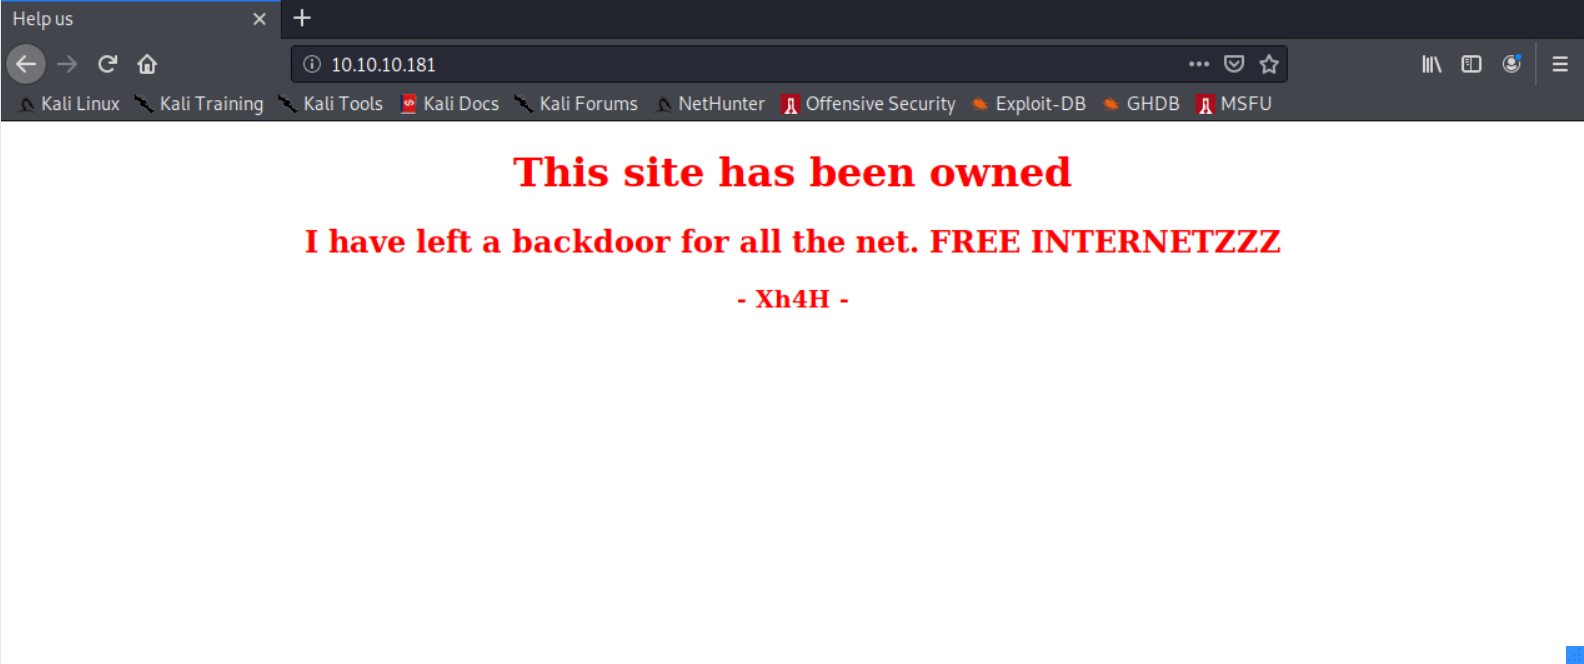 Help us
10.10.10.181
Kali Linux Kali Training Kali Tools Kali Docs Kali Forums NetHunter Offensive Security Exploit-DB GHDB MSFU
This site has been owned
I have left a backdoor for all the net. FREE INTERNETZZZ
- Xh4H -